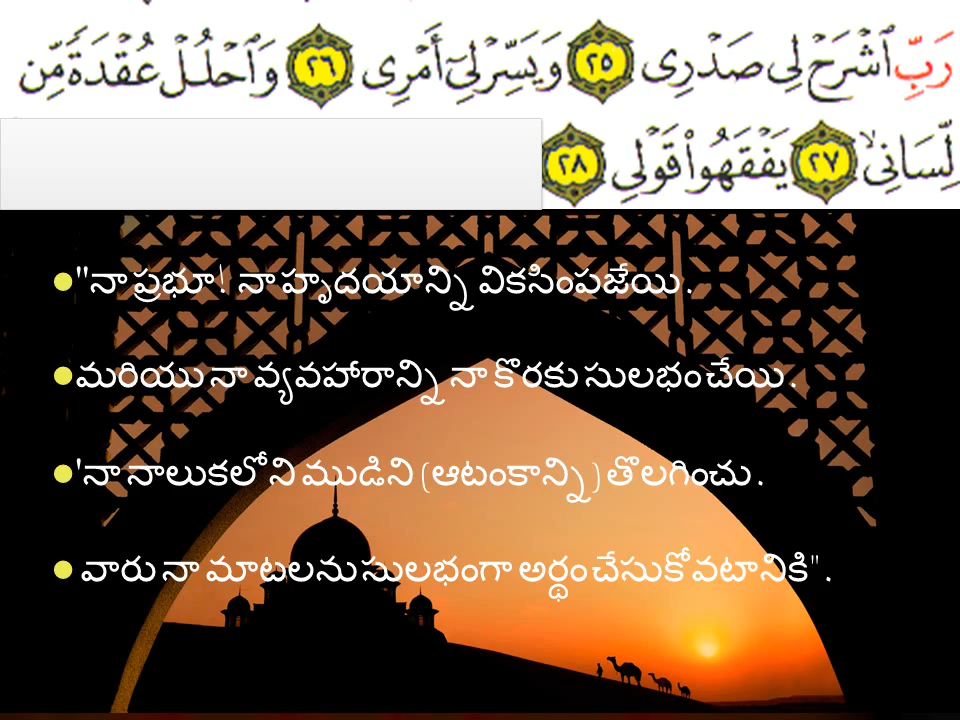 رَبِّ ٱشْرَحْ لِى صَدْرِى ٢٥ وَيَسِّرْ لِىٓ أَمْرِى ٢٦ وَٱحْلُلْ عُقْدَةً مِّن
لِّسَانِى ٢٧ يَفْقَهُوا۟ قَوْلِى ٢٨
"నా ప్రభూ! నా హృదయాన్ని వికసింపజేయి.
మరియు నా వ్యవహారాన్ని నా కొరకు సులభం చేయి.
'నా నాలుకలోని ముడిని (ఆటంకాన్ని) తొలగించు.
వారు నా మాటలను సులభంగా అర్థం చేసుకోవటానికి".